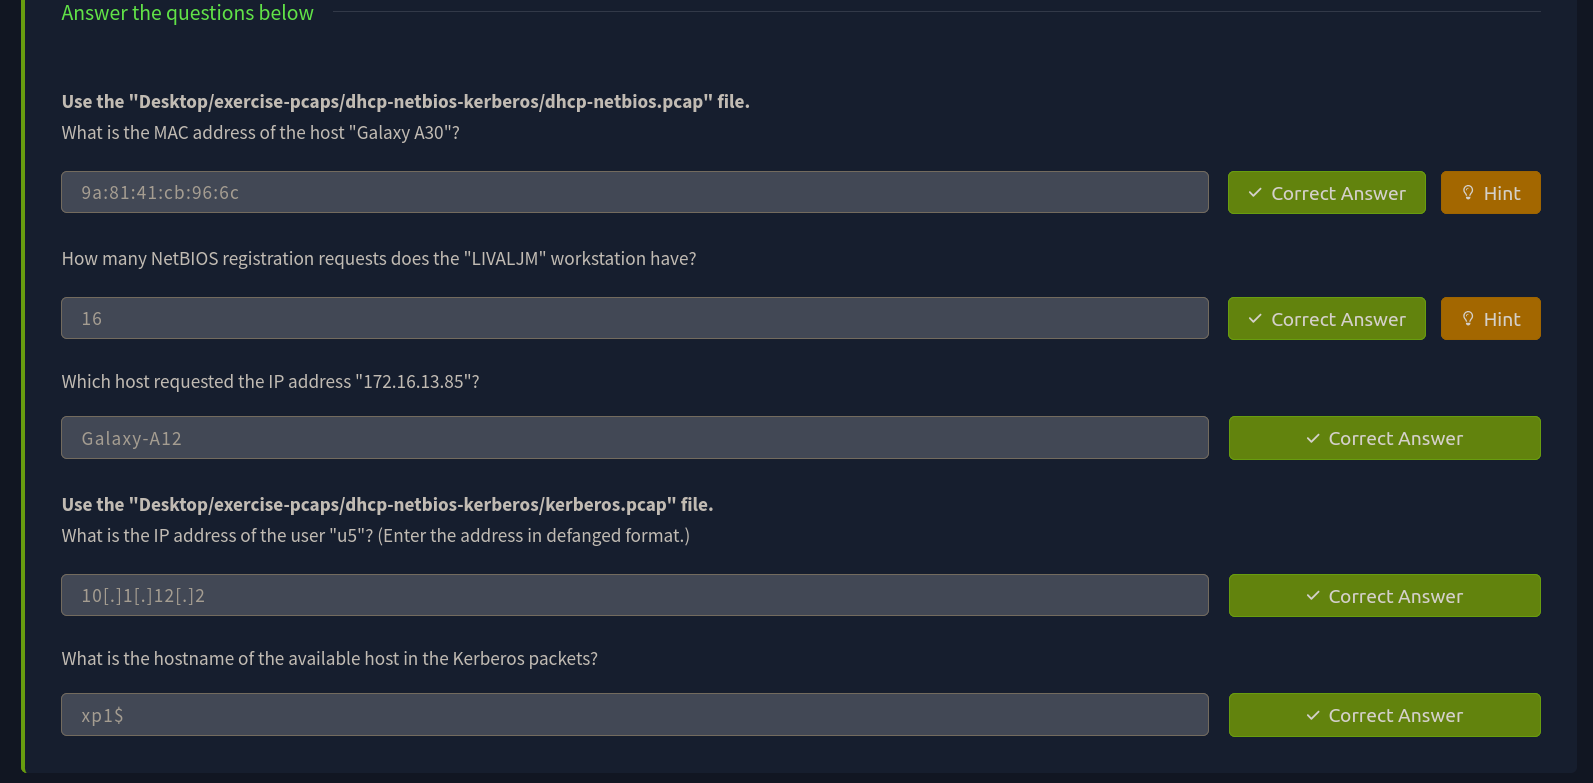 Answer the questions below
Use the "Desktop/exercise-pcaps/dhcp-netbios-kerberos/dhcp-netbios.pcap" file.
What is the MAC address of the host "Galaxy A30"?
9a:81:41:cb:96:6c
Correct Answer
Hint
How many NetBIOS registration requests does the "LIVALJM" workstation have?
16
Correct Answer
Hint
Which host requested the IP address "172.16.13.85"?
Galaxy-A12
Correct Answer
Use the "Desktop/exercise-pcaps/dhcp-netbios-kerberos/kerberos.pcap" file.
What is the IP address of the user "u5"? (Enter the address in defanged format.)
10[.]1[.]12[.]2
Correct Answer
What is the hostname of the available host in the Kerberos packets?
xp1$
Correct Answer